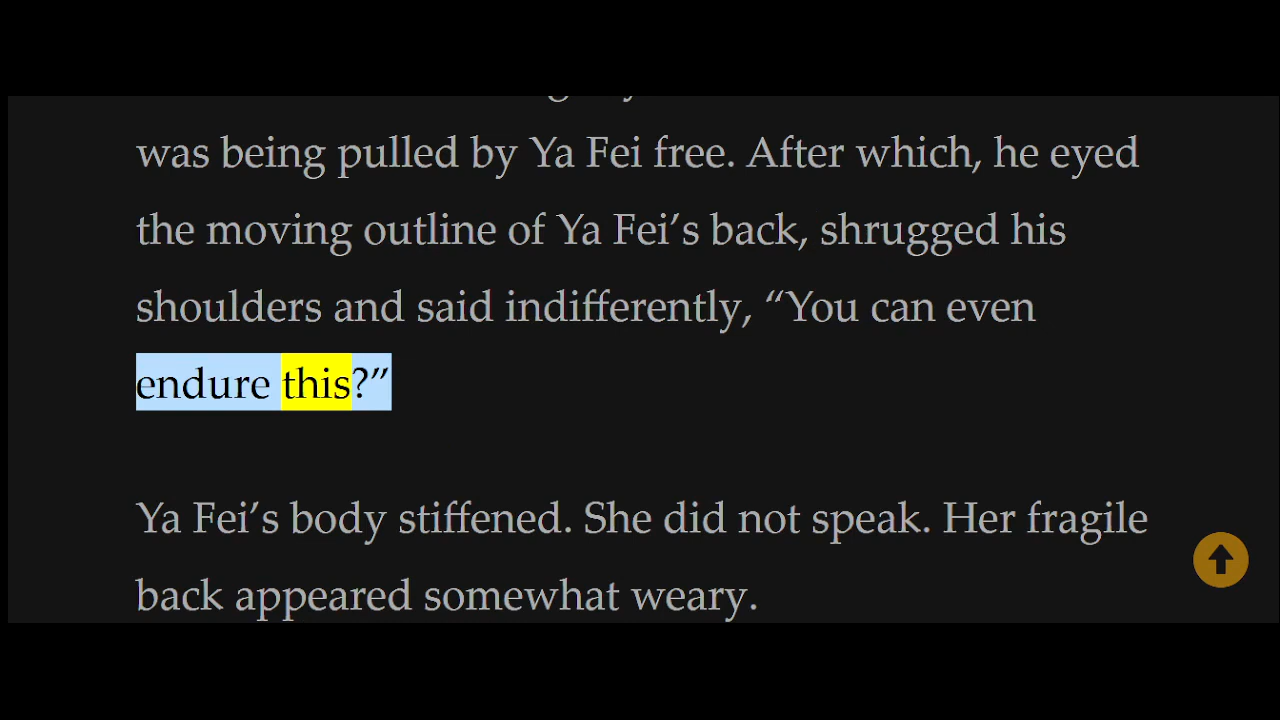 was being pulled by Ya Fei free. After which, he eyed
the moving outline of Ya Fei’s back, shrugged his
shoulders and said indifferently, “You can even
endure this?”
Ya Fei’s body stiffened. She did not speak. Her fragile
back appeared somewhat weary.